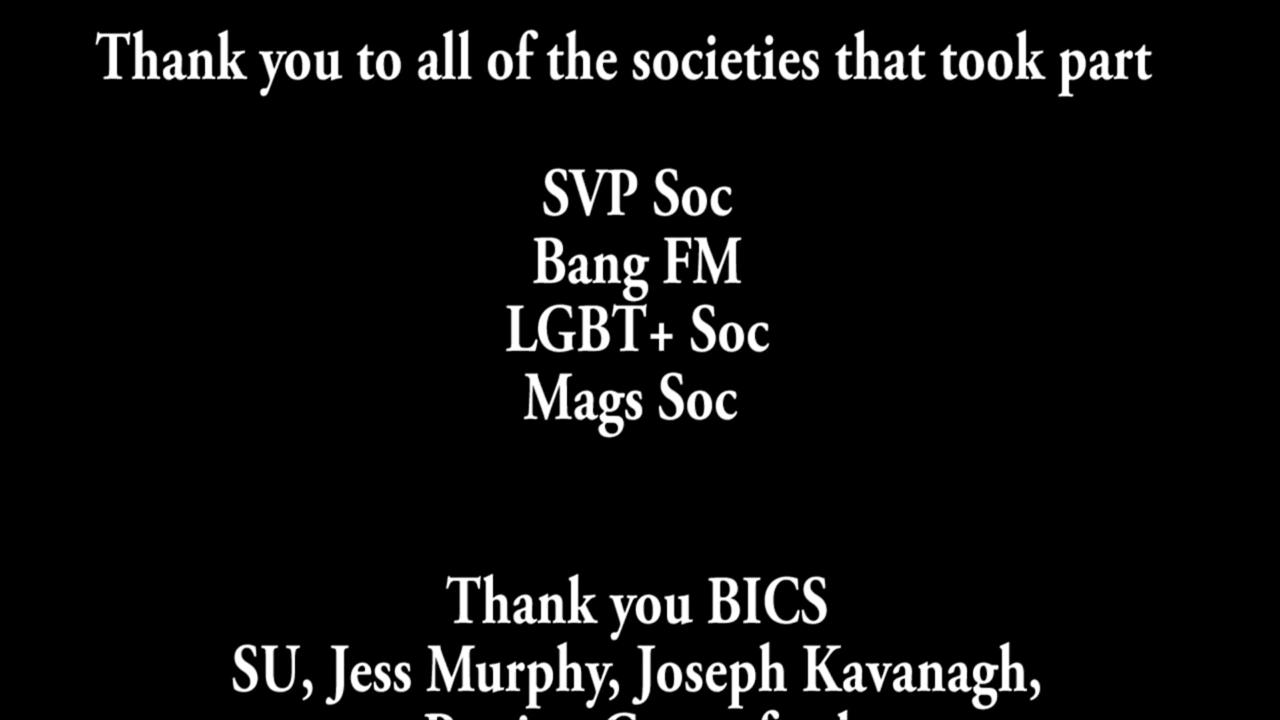 Thank you to all of the societies that took part
SVP Soc
Bang FM
LGBT+ Soc
Mags Soc
Thank you BICS
SU, Jess Murphy, Joseph Kavanagh,